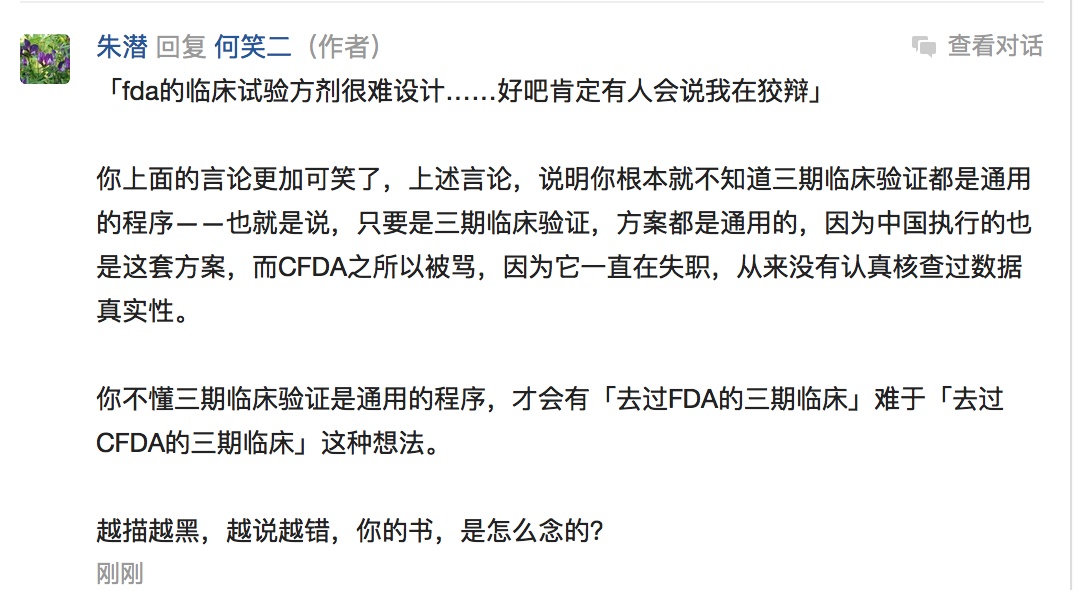 朱潜 回复 何笑二（作者） 查看对话
「fda的临床试验方剂很难设计……好吧肯定有人会说我在狡辩」
你上面的言论更加可笑了，上述言论，说明你根本就不知道三期临床验证都是通用
的程序——也就是说，只要是三期临床验证，方案都是通用的，因为中国执行的也
是这套方案，而CFDA之所以被骂，因为它一直在失职，从来没有认真核查过数据
真实性。
你不懂三期临床验证是通用的程序，才会有「去过FDA的三期临床」难于「去过
CFDA的三期临床」这种想法。
越描越黑，越说越错，你的书，是怎么念的？
刚刚